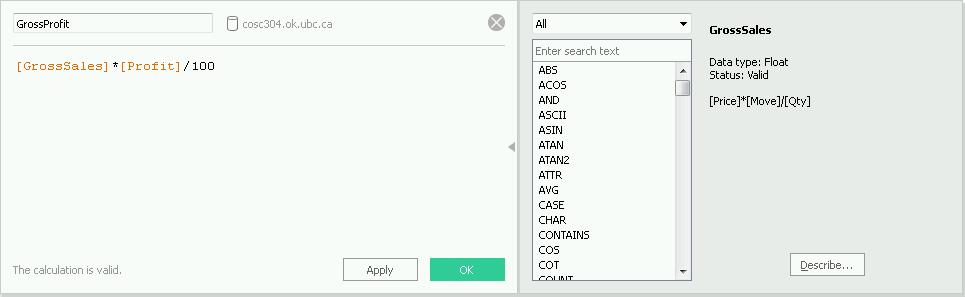 GrossProfit
cosc304.ok.ubc.ca
[GrossSales]*[Profit]/100
The calculation is valid.
Apply
OK
All
Enter search text
ABS
ACOS
AND
ASCII
ASIN
ATAN
ATAN2
ATTR
AVG
CASE
CHAR
CONTAINS
COS
COT
COUNT
GrossSales
Data type: Float
Status: Valid
[Price]*[Move]/[Qty]
Describe...